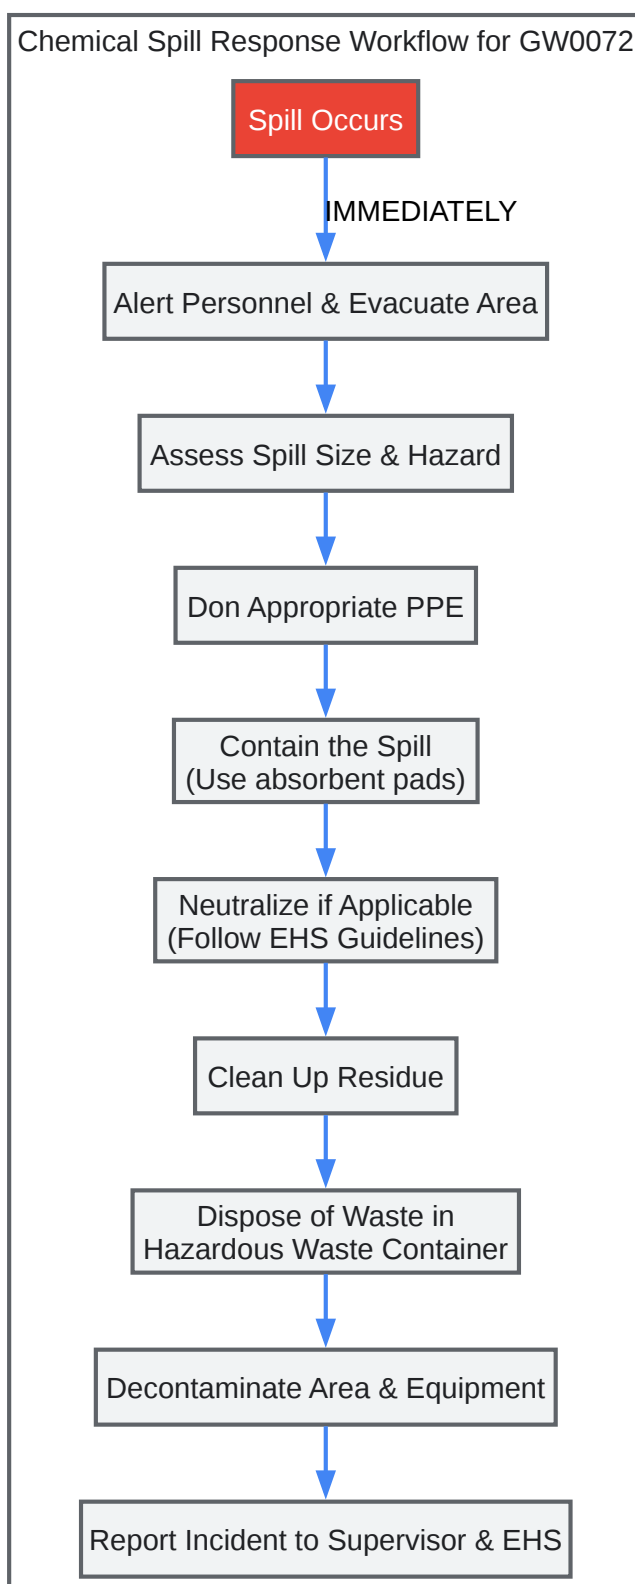 Chemical Spill Response Workflow for GW0072
Spill Occurs
IMMEDIATELY
Alert Personnel & Evacuate Area
Assess Spill Size & Hazard
Don Appropriate PPE
Contain the Spill
(Use absorbent pads)
Neutralize if Applicable
(Follow EHS Guidelines)
Clean Up Residue
Dispose of Waste in
Hazardous Waste Container
Decontaminate Area & Equipment
Report Incident to Supervisor & EHS